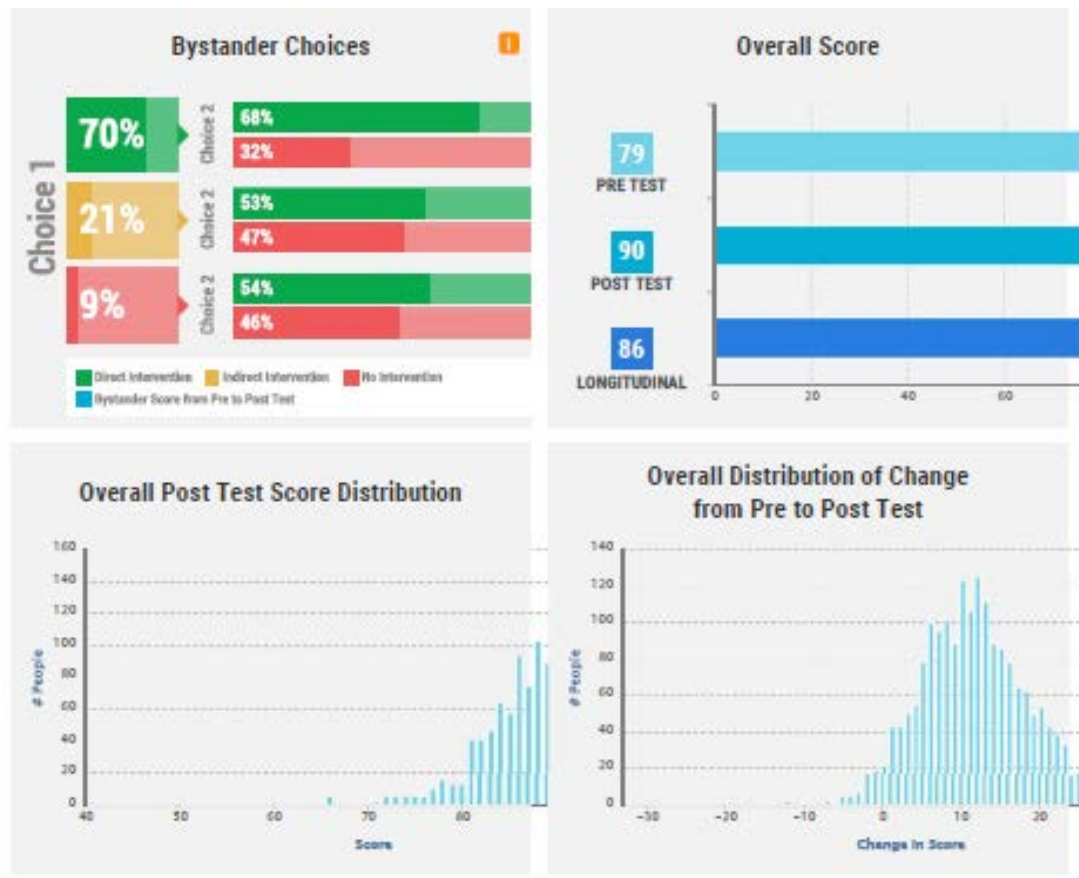 Bystander Choices
i
Choice 1
70%
Choice 2
68%
32%
21%
Choice 2
53%
47%
9%
Choice 2
54%
46%
Direct Intervention Indirect Intervention No Intervention
Bystander Score from Pre to Post Test
Overall Score
79
PRE TEST
90
POST TEST
86
LONGITUDINAL
0 20 40 60
Overall Post Test Score Distribution
160
140
120
100
80
60
40
20
0
# People
40 50 60 70 80
Score
Overall Distribution of Change
from Pre to Post Test
140
120
100
80
60
40
20
0
# People
-30 -20 -10 0 10 20
Change In Score